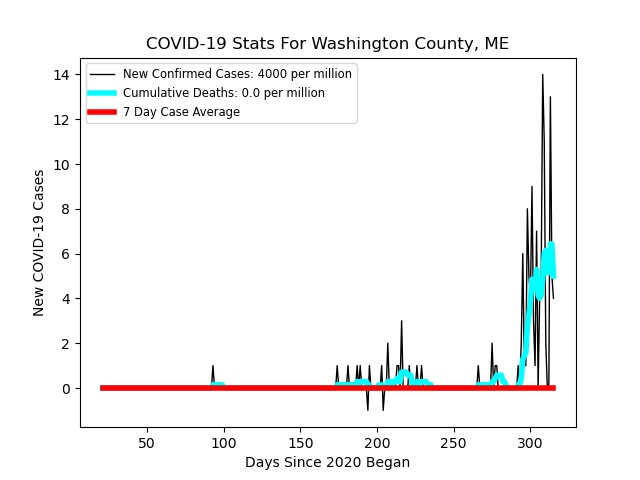 COVID-19 Stats For Washington County, ME
New Confirmed Cases: 4000 per million
Cumulative Deaths: 0.0 per million
7 Day Case Average
New COVID-19 Cases
14
12
10
8
6
4
2
0
50 100 150 200 250 300
Days Since 2020 Began